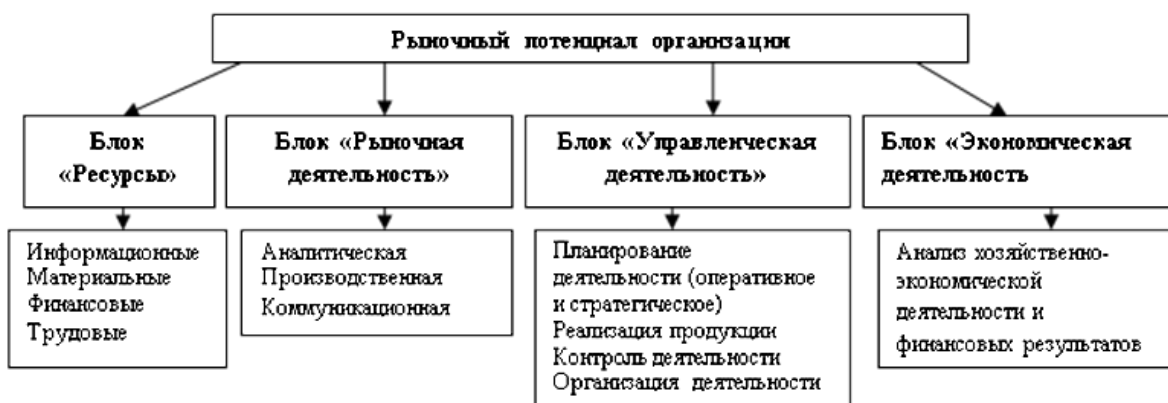 Рыночный потенциал организации
Блок
«Ресурсы»
Блок «Рыночная
деятельность»
Блок «Управленческая
деятельность»
Блок «Экономическая
деятельность
Информационные
Материальные
Финансовые
Трудовые
Аналитическая
Производственная
Коммуникационная
Планирование
деятельности (оперативное
и стратегическое)
Реализация продукции
Контроль деятельности
Организация деятельности
Анализ хозяйственно-
экономической
деятельности и
финансовых результатов